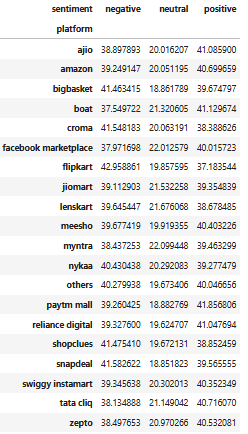 sentiment negative neutral positive
platform
ajio 38.897893 20.016207 41.085900
amazon 39.249147 20.051195 40.699659
bigbasket 41.463415 18.861789 39.674797
boat 37.549722 21.320605 41.129674
croma 41.548183 20.063191 38.388626
facebook marketplace 37.971698 22.012579 40.015723
flipkart 42.958861 19.857595 37.183544
jiomart 39.112903 21.532258 39.354839
lenskart 39.645447 21.676068 38.678485
meesho 39.677419 19.919355 40.403226
myntra 38.437253 22.099448 39.463299
nykaa 40.430438 20.292083 39.277479
others 40.279938 19.673406 40.046656
paytm mall 39.260425 18.882769 41.856806
reliance digital 39.327600 19.624707 41.047694
shopclues 41.475410 19.672131 38.852459
snapdeal 41.582622 18.851823 39.565555
swiggy instamart 39.345638 20.302013 40.352349
tata cliq 38.134888 21.149042 40.716070
zepto 38.497653 20.970266 40.532081